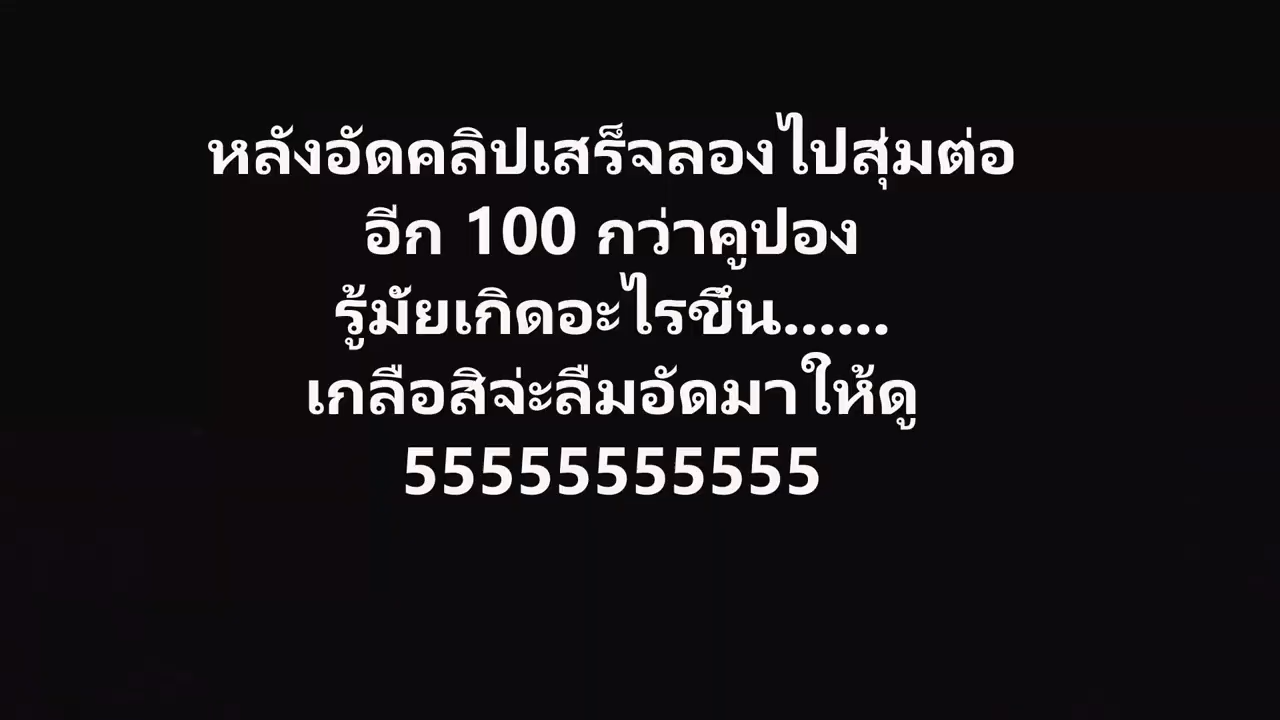 หลังอัดคลิปเสร็จลองไปสุ่มต่อ
อีก 100 กว่าคูปอง
รู้มัยเกิดอะไรขึ้น......
เกลือสิจ่ะลืมอัดมาให้ดู
55555555555